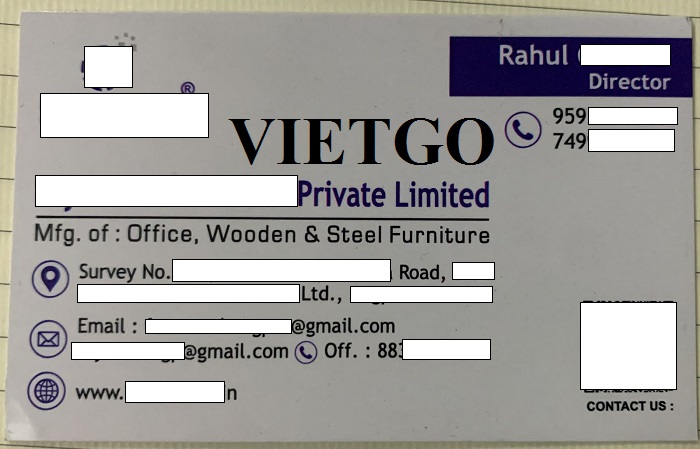 ®
Rahul
Director
959
749
VIETGO
Private Limited
Mfg. of : Office, Wooden & Steel Furniture
Survey No. Road,
Ltd.,
Email : @gmail.com
@gmail.com Off. : 883
www. n
CONTACT US :